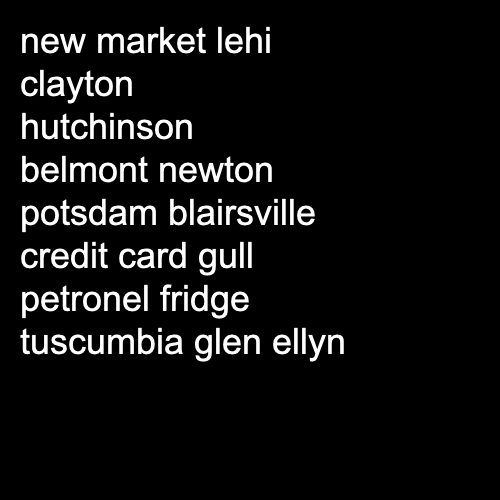 new market lehi
clayton
hutchinson
belmont newton
potsdam blairsville
credit card gull
petronel fridge
tuscumbia glen ellyn